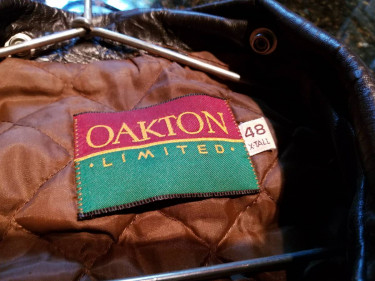 OAKTON
• LIMITED •
48
X-TALL